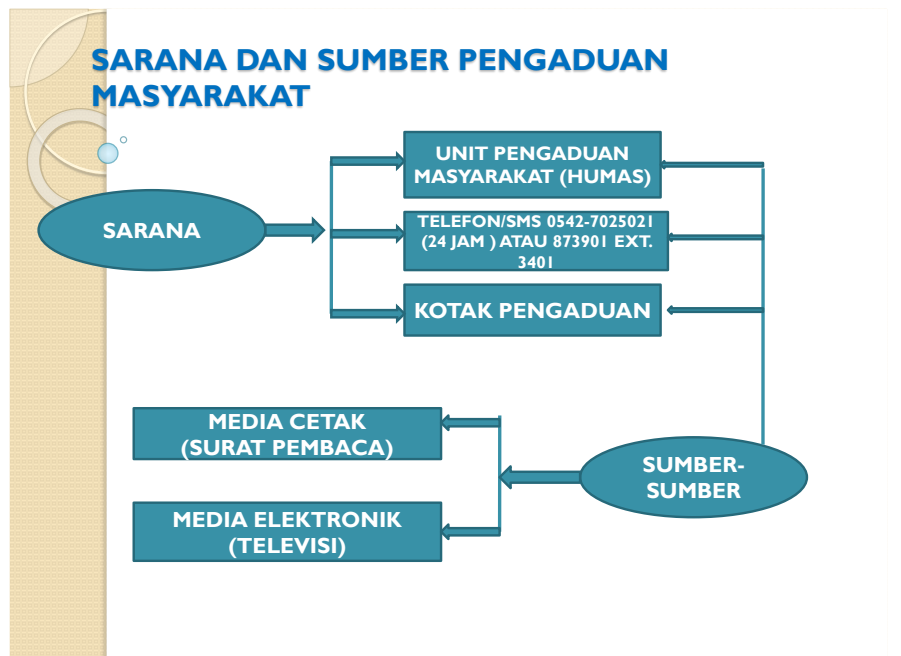 SARANA DAN SUMBER PENGADUAN
MASYARAKAT
UNIT PENGADUAN
MASYARAKAT (HUMAS)
SARANA
TELEFON/SMS 0542-7025021
(24 JAM ) ATAU 873901 EXT.
3401
KOTAK PENGADUAN
MEDIA CETAK
(SURAT PEMBACA)
SUMBER-
SUMBER
MEDIA ELEKTRONIK
(TELEVISI)